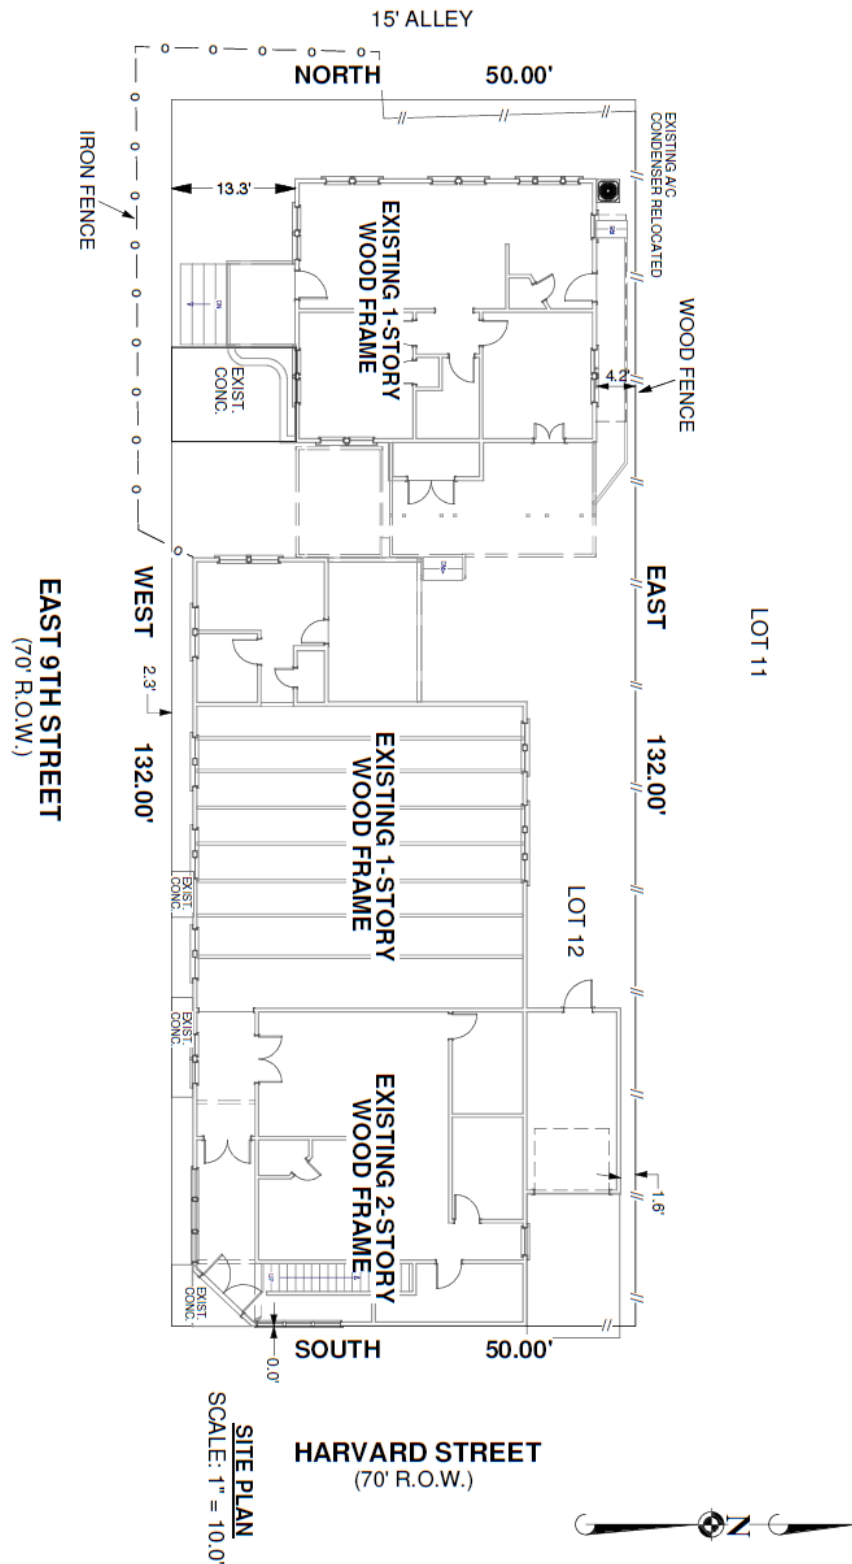 15' ALLEY
NORTH 50.00'
EXISTING A/C
CONDENSER RELOCATED
IRON FENCE
13.3'
EXISTING 1-STORY
WOOD FRAME
DN
WOOD FENCE
4.2'
EXIST.
CONC.
WEST 132.00'
EAST 132.00'
LOT 11
EAST 9TH STREET
(70' R.O.W.)
2.3'
EXISTING 1-STORY
WOOD FRAME
EXIST.
CONC.
LOT 12
EXIST.
CONC.
EXISTING 2-STORY
WOOD FRAME
1.6'
UP
EXIST.
CONC.
0.0'
SOUTH 50.00'
HARVARD STREET
(70' R.O.W.)
SITE PLAN
SCALE: 1" = 10.0'
N